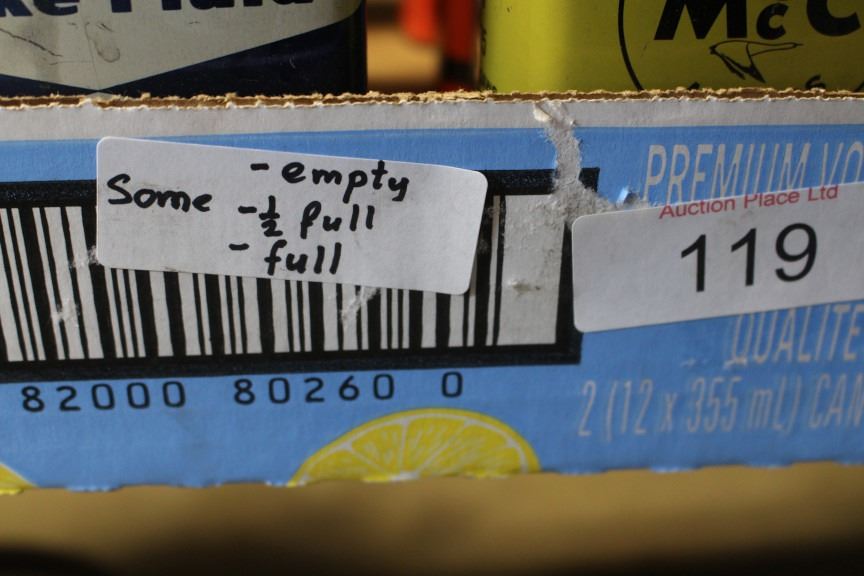 ke Fluid
McC
- empty
Some - ½ full
- full
PREMIUM VO
Auction Place Ltd
119
QUALITE
2 (12 x 355 mL) CAN
82000 80260 0